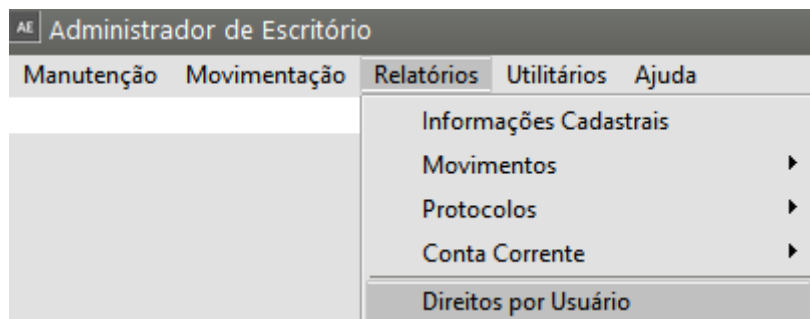 AE Administrador de Escritório
Manutenção Movimentação Relatórios Utilitários Ajuda
Informações Cadastrais
Movimentos
Protocolos
Conta Corrente
Direitos por Usuário